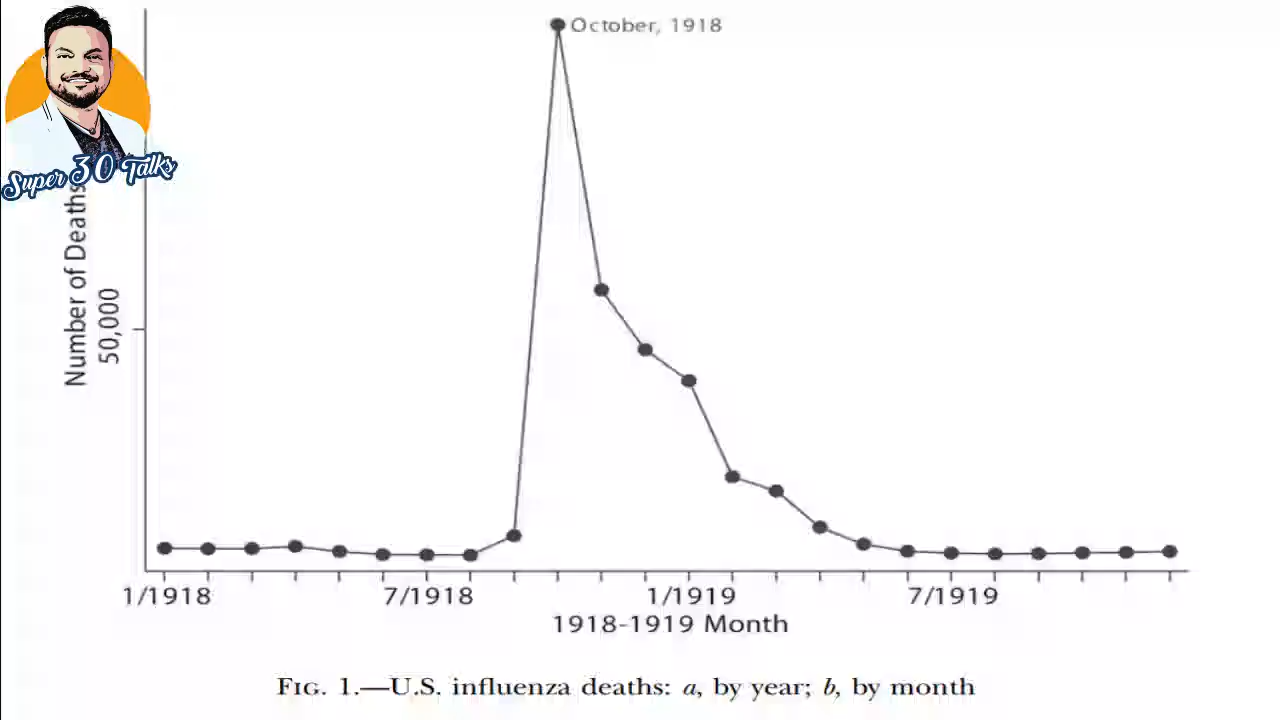 October, 1918
Super 30 Talks
Number of Deaths
50,000
1/1918
7/1918
1/1919
7/1919
1918-1919 Month
FIG. 1.—U.S. influenza deaths: a, by year; b, by month